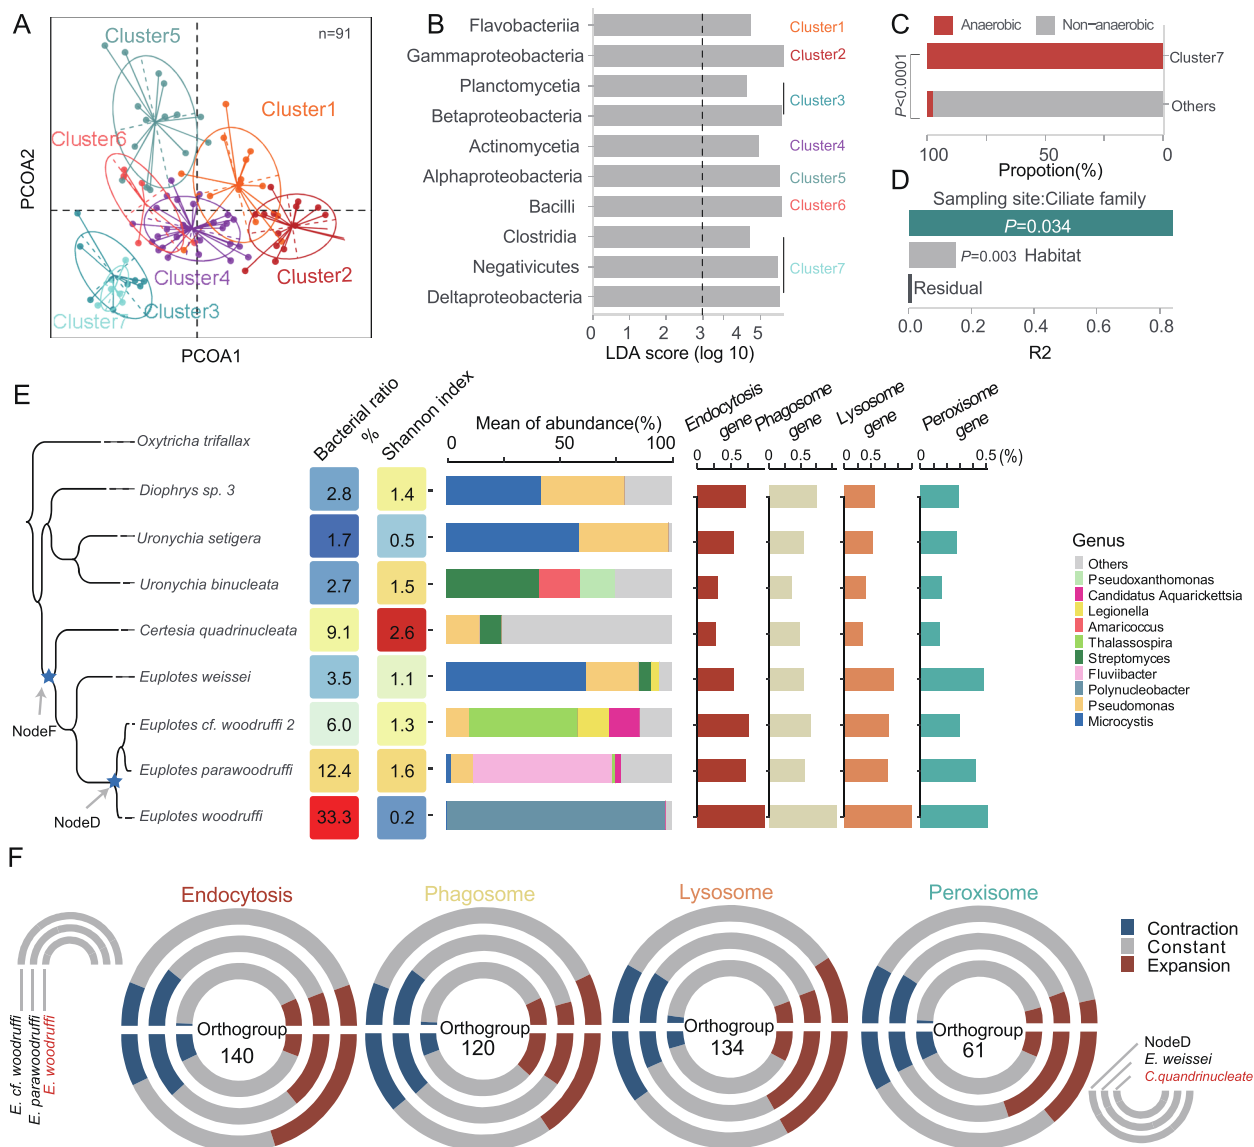 A
Cluster5
n=91
Cluster1
Cluster6
Cluster4
Cluster2
Cluster3
Cluster7
PCOA2
PCOA1
B
Flavobacteriia
Cluster1
Gammaproteobacteria
Cluster2
Planctomycetia
Cluster3
Betaproteobacteria
Actinomycetia
Cluster4
Alphaproteobacteria
Cluster5
Bacilli
Cluster6
Clostridia
Negativicutes
Cluster7
Deltaproteobacteria
0 1 2 3 4 5
LDA score (log 10)
C
Anaerobic Non-anaerobic
P<0.0001
Cluster7
Others
100 50 0
Propotion(%)
D
Sampling site:Ciliate family
P=0.034
P=0.003 Habitat
Residual
0.0 0.2 0.4 0.6 0.8
R2
E
Bacterial ratio
%
Shannon index
Mean of abundance(%)
0 50 100
Endocytosis
gene
0 0.5
Phagosome
gene
0 0.5
Lysosome
gene
0 0.5
Peroxisome
gene
0 0.5 (%)
Oxytricha trifallax
Diophrys sp. 3 2.8 1.4
Uronychia setigera 1.7 0.5
Uronychia binucleata 2.7 1.5
Certesia quadrinucleata 9.1 2.6
Euplotes weissei 3.5 1.1
Euplotes cf. woodruffi 2 6.0 1.3
Euplotes parawoodruffi 12.4 1.6
Euplotes woodruffi 33.3 0.2
NodeF
NodeD
Genus
Others
Pseudoxanthomonas
Candidatus Aquarickettsia
Legionella
Amaricoccus
Thalassospira
Streptomyces
Fluviibacter
Polynucleobacter
Pseudomonas
Microcystis
F
E. cf. woodruffi
E. parawoodruffi
E. woodruffi
Endocytosis
Orthogroup
140
Phagosome
Orthogroup
120
Lysosome
Orthogroup
134
Peroxisome
Orthogroup
61
Contraction
Constant
Expansion
NodeD
E. weissei
C.quandrinucleate